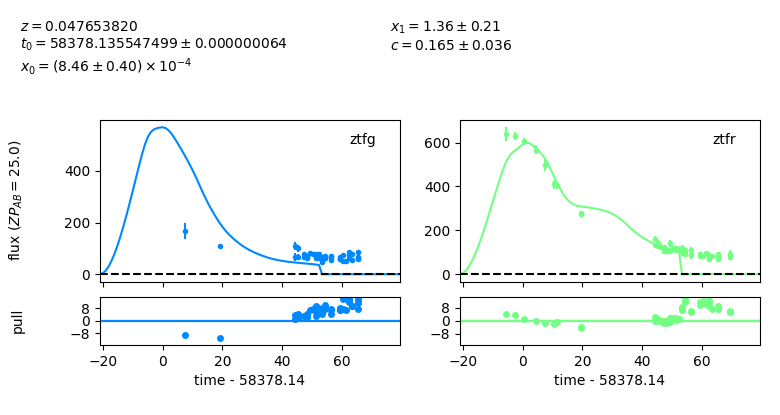 z = 0.047653820
t₀ = 58378.135547499 ± 0.000000064
x₀ = (8.46 ± 0.40) × 10⁻⁴
x₁ = 1.36 ± 0.21
c = 0.165 ± 0.036
flux (ZP_AB = 25.0)
400
200
0
ztfg
600
400
200
0
ztfr
pull
8
0
−8
−20 0 20 40 60
time - 58378.14
8
0
−8
−20 0 20 40 60
time - 58378.14